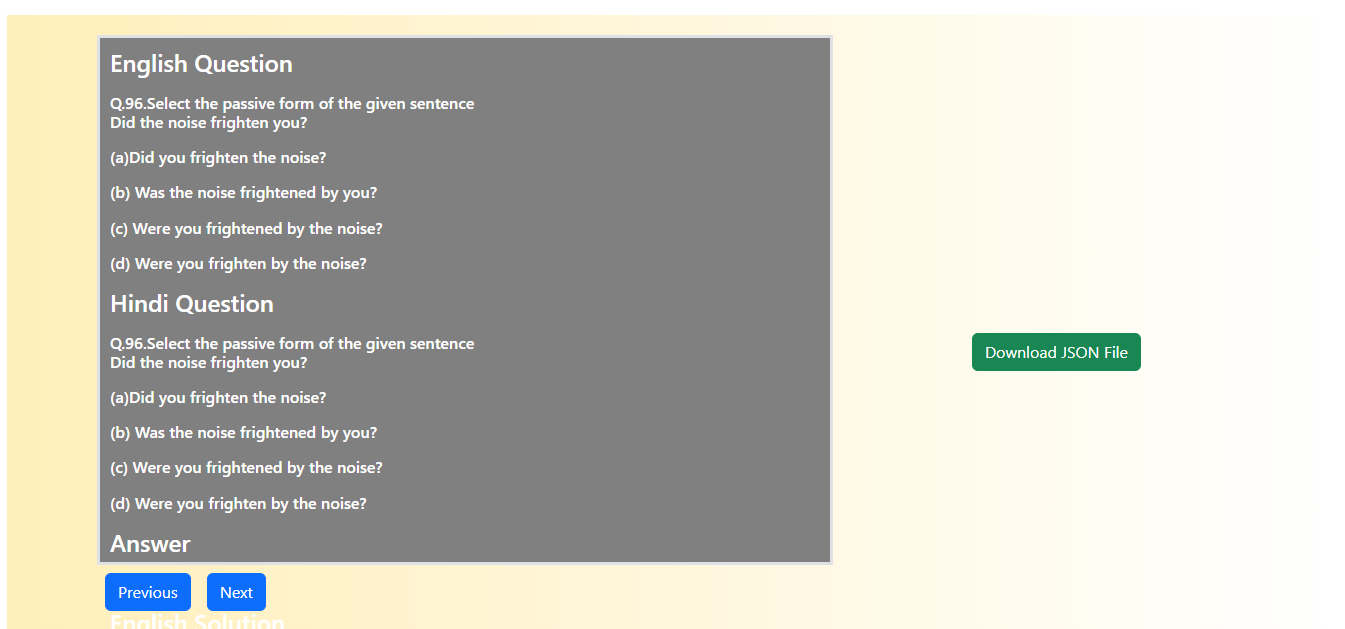 English Question
Q.96.Select the passive form of the given sentence
Did the noise frighten you?
(a)Did you frighten the noise?
(b) Was the noise frightened by you?
(c) Were you frightened by the noise?
(d) Were you frighten by the noise?
Hindi Question
Q.96.Select the passive form of the given sentence
Did the noise frighten you?
(a)Did you frighten the noise?
(b) Was the noise frightened by you?
(c) Were you frightened by the noise?
(d) Were you frighten by the noise?
Answer
Previous Next
English Solution
Download JSON File